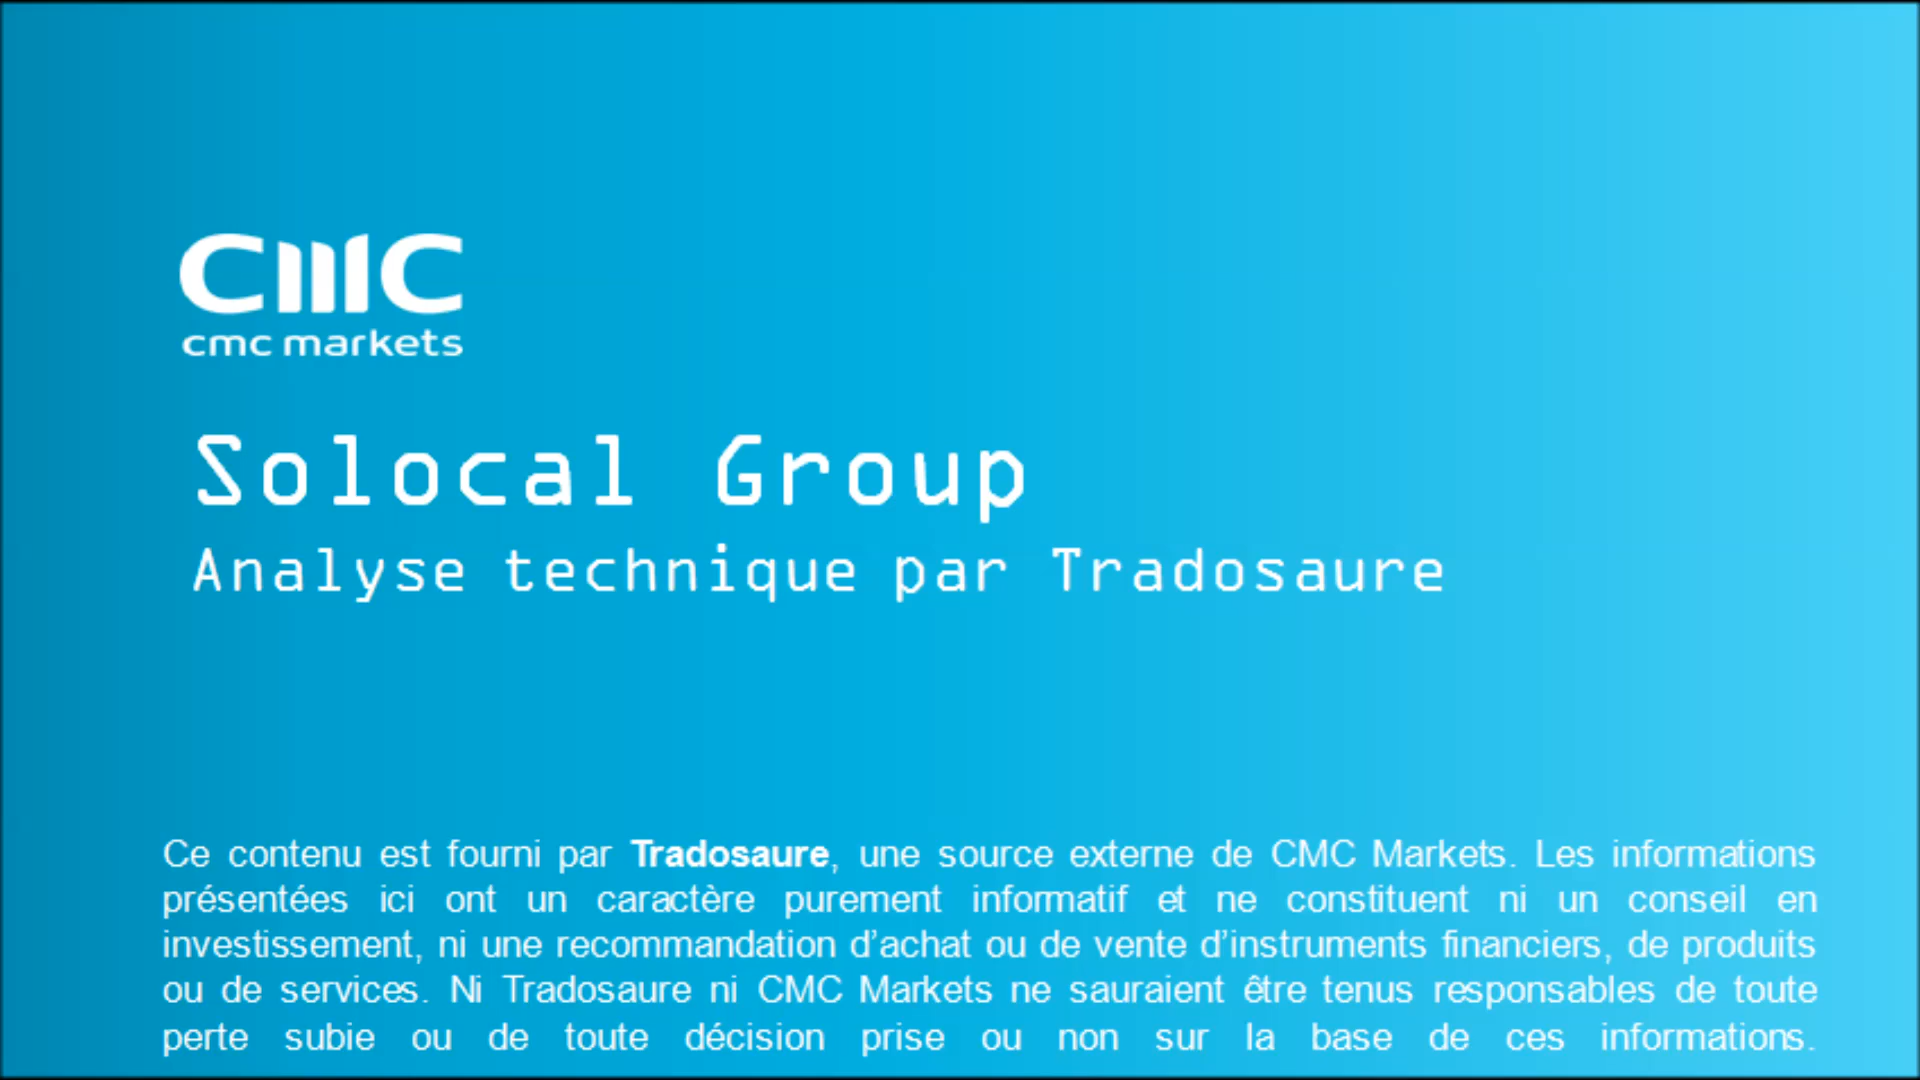 CMC
cmc markets
Solocal Group
Analyse technique par Tradosaure
Ce contenu est fourni par Tradosaure, une source externe de CMC Markets. Les informations
présentées ici ont un caractère purement informatif et ne constituent ni un conseil en
investissement, ni une recommandation d’achat ou de vente d’instruments financiers, de produits
ou de services. Ni Tradosaure ni CMC Markets ne sauraient être tenus responsables de toute
perte subie ou de toute décision prise ou non sur la base de ces informations.